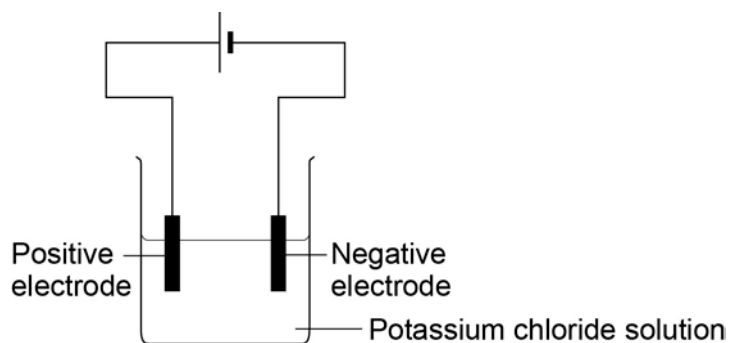 Positive
electrode
Negative
electrode
Potassium chloride solution